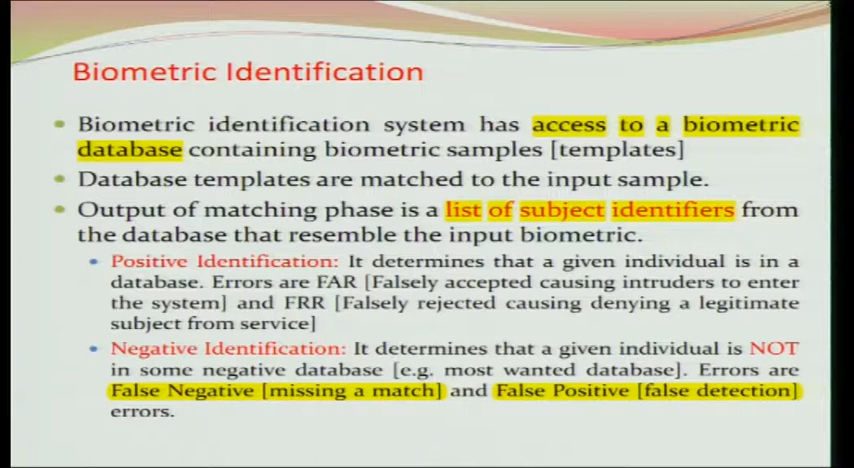 Biometric Identification
Biometric identification system has access to a biometric
database containing biometric samples [templates]
Database templates are matched to the input sample.
Output of matching phase is a list of subject identifiers from
the database that resemble the input biometric.
Positive Identification: It determines that a given individual is in a
database. Errors are FAR [Falsely accepted causing intruders to enter
the system] and FRR [Falsely rejected causing denying a legitimate
subject from service]
Negative Identification: It determines that a given individual is NOT
in some negative database [e.g. most wanted database]. Errors are
False Negative [missing a match] and False Positive [false detection]
errors.